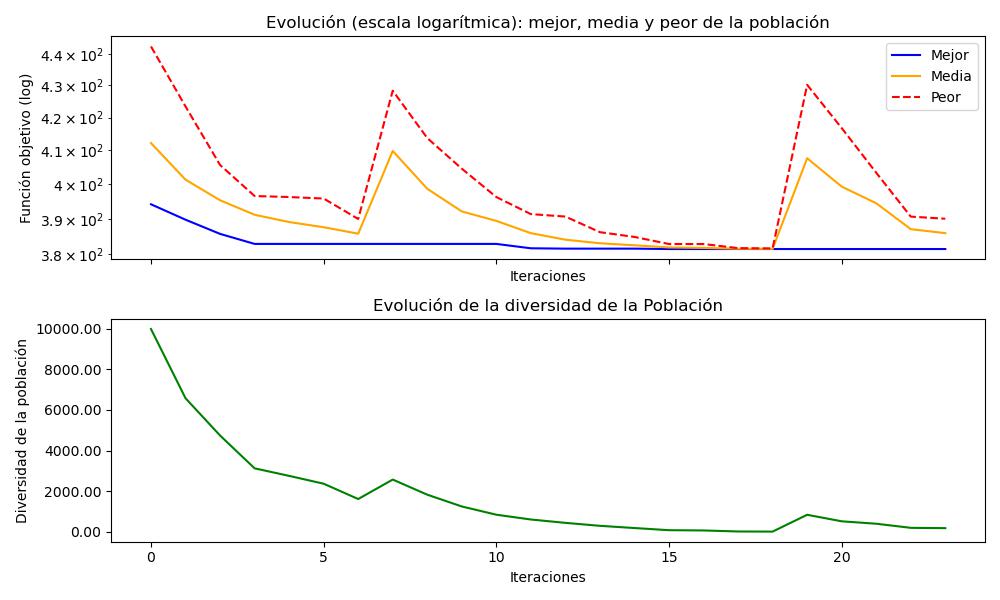 Evolución (escala logarítmica): mejor, media y peor de la población
Función objetivo (log)
4.4 × 10²
4.3 × 10²
4.2 × 10²
4.1 × 10²
4 × 10²
3.9 × 10²
3.8 × 10²
Mejor
Media
Peor
Iteraciones
Evolución de la diversidad de la Población
Diversidad de la población
10000.00
8000.00
6000.00
4000.00
2000.00
0.00
0 5 10 15 20
Iteraciones